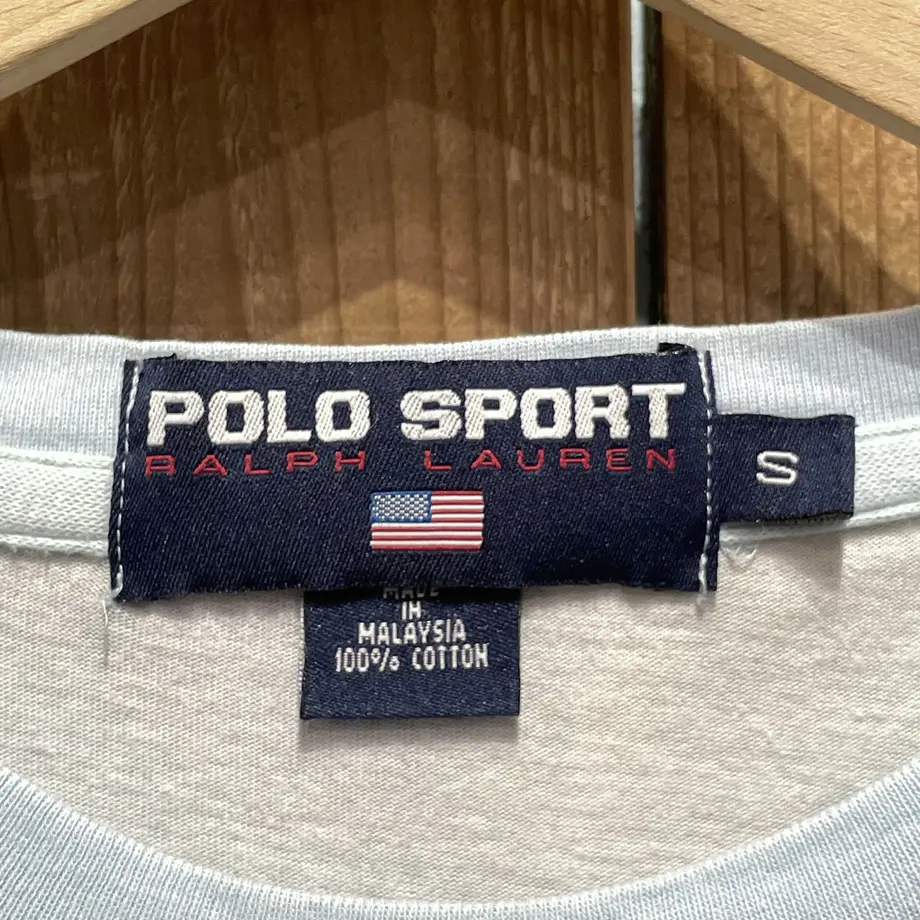 POLO SPORT
RALPH LAUREN
S
MADE
IN
MALAYSIA
100% COTTON